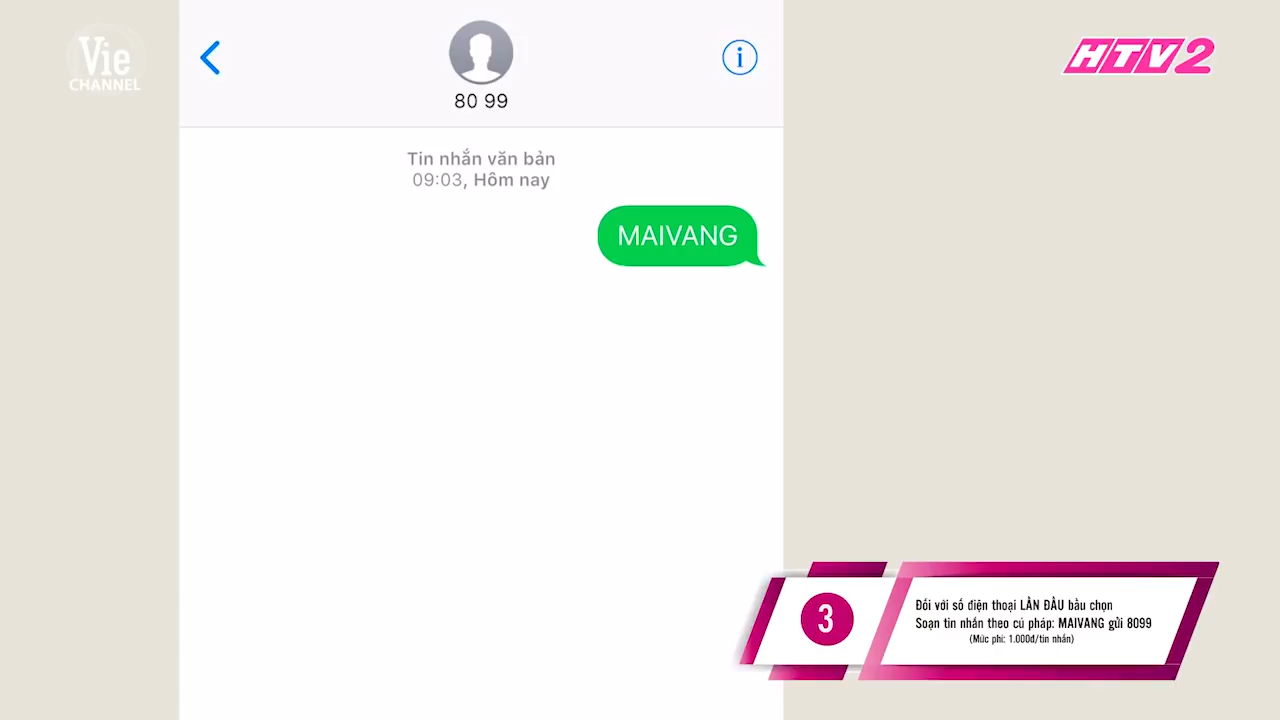 Vie
CHANNEL
HTV2
80 99
Tin nhắn văn bản
09:03, Hôm nay
MAIVANG
3
Đối với số điện thoại LẦN ĐẦU bầu chọn
Soạn tin nhắn theo cú pháp: MAIVANG gửi 8099
(Mức phí: 1.000đ/tin nhắn)